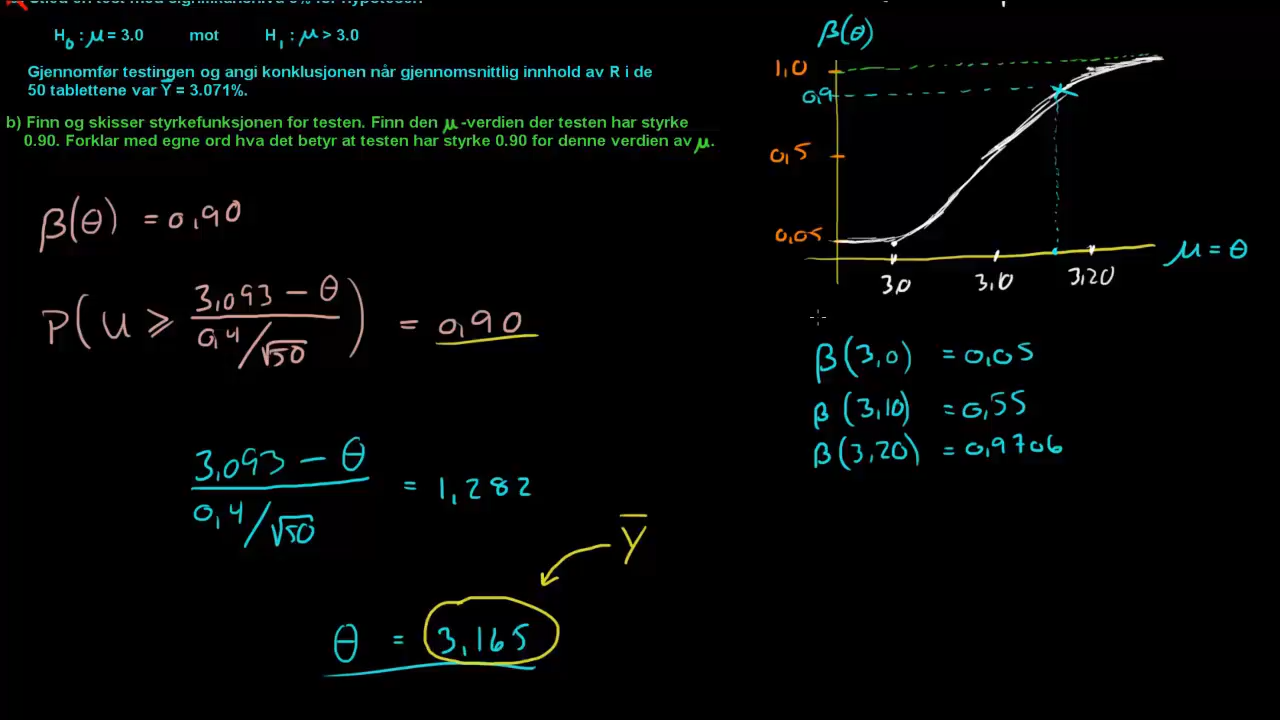 H₀ : μ = 3.0 mot H₁ : μ > 3.0
Gjennomfør testingen og angi konklusjonen når gjennomsnittlig innhold av R i de
50 tablettene var Y̅ = 3.071%.
b) Finn og skisser styrkefunksjonen for testen. Finn den μ-verdien der testen har styrke
0.90. Forklar med egne ord hva det betyr at testen har styrke 0.90 for denne verdien av μ.
β(θ) = 0,90
P(U ≥ (3,093 − θ) / (0,4/√50)) = 0,90
(3,093 − θ) / (0,4/√50) = 1,282
Y̅
θ = 3,165
β(θ)
1,0
0,9
0,5
0,05
3,0 3,10 3,20
μ = θ
β(3,0) = 0,05
β(3,10) = 0,55
β(3,20) = 0,9706